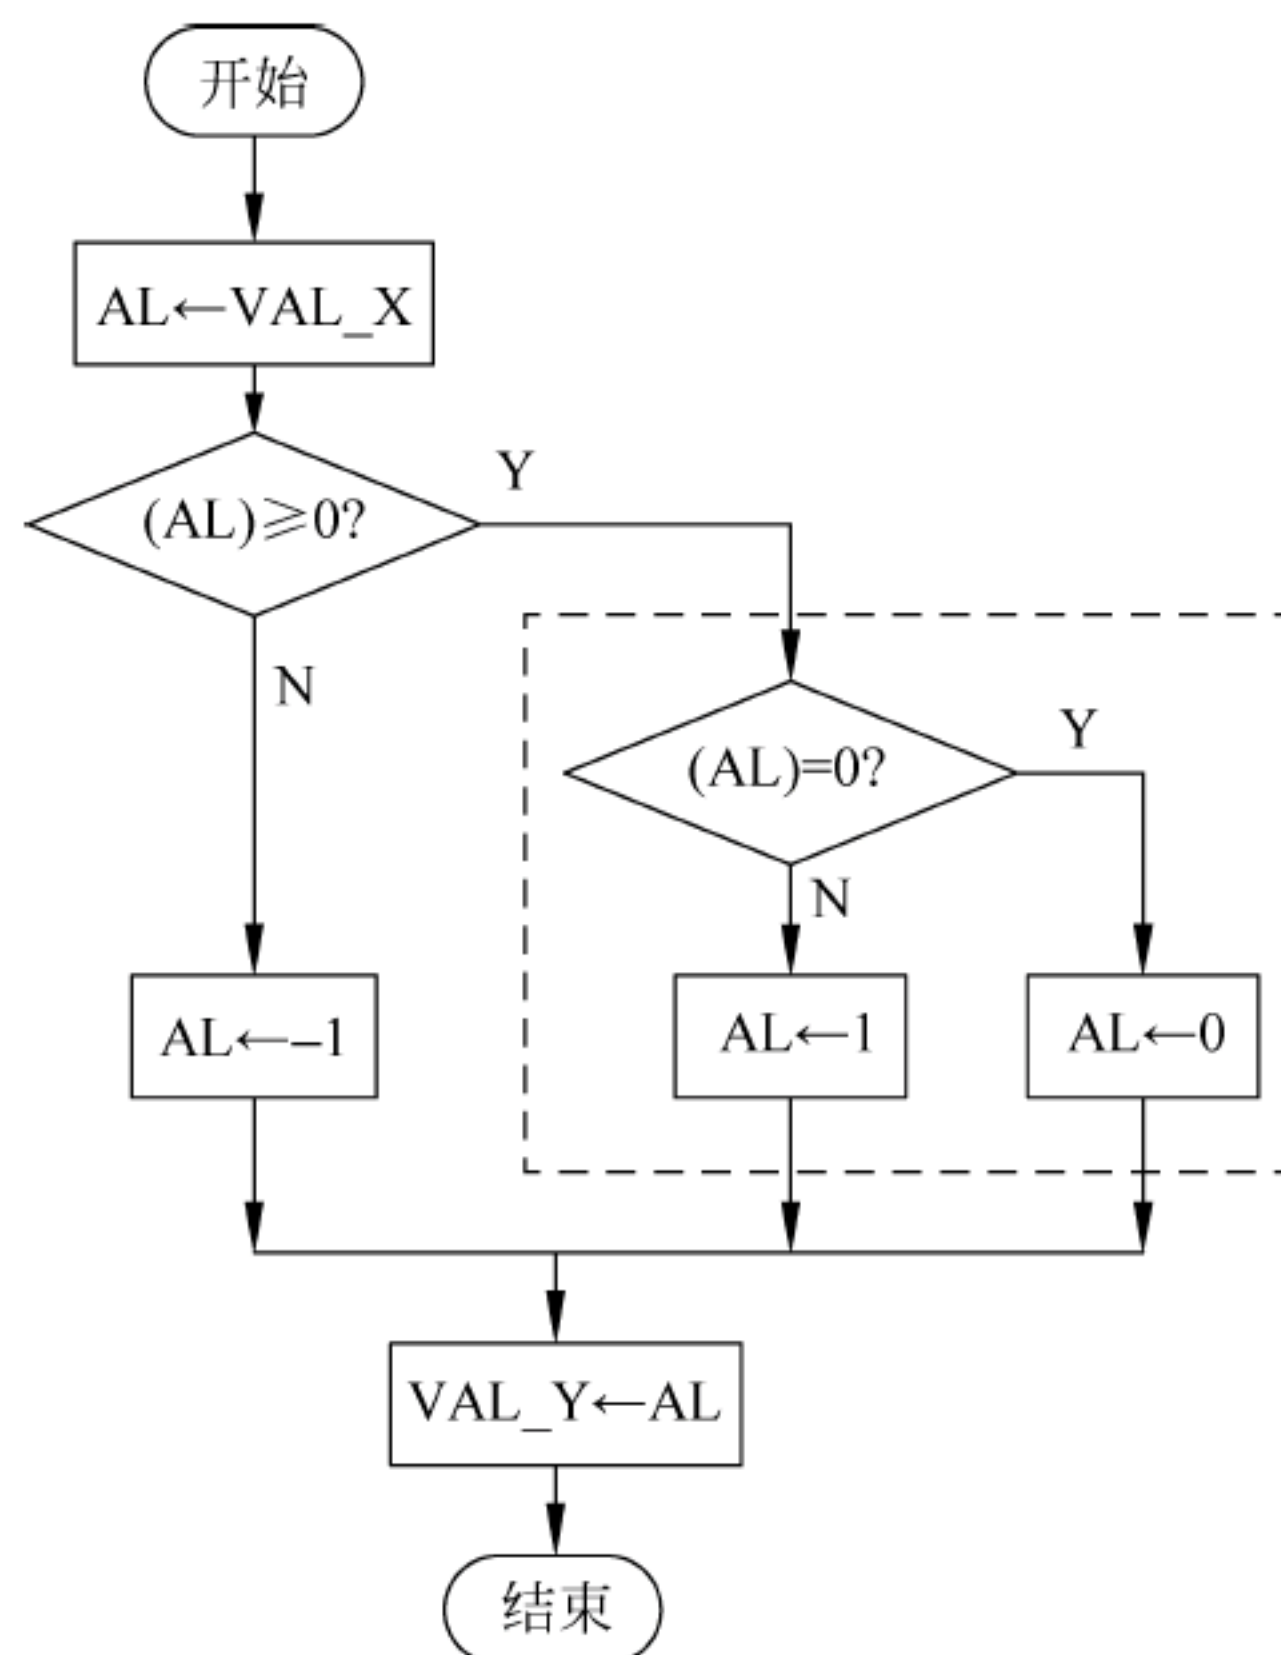 开始
AL←VAL_X
(AL)≥0?
Y
N
(AL)=0?
Y
N
AL←–1
AL←1
AL←0
VAL_Y←AL
结束